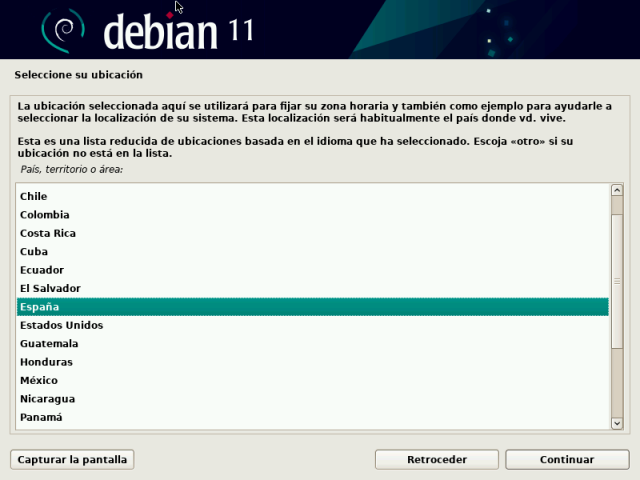 debian 11
Seleccione su ubicación
La ubicación seleccionada aquí se utilizará para fijar su zona horaria y también como ejemplo para ayudarle a
seleccionar la localización de su sistema. Esta localización será habitualmente el país donde vd. vive.
Esta es una lista reducida de ubicaciones basada en el idioma que ha seleccionado. Escoja «otro» si su
ubicación no está en la lista.
País, territorio o área:
Chile
Colombia
Costa Rica
Cuba
Ecuador
El Salvador
España
Estados Unidos
Guatemala
Honduras
México
Nicaragua
Panamá
Capturar la pantalla Retroceder Continuar